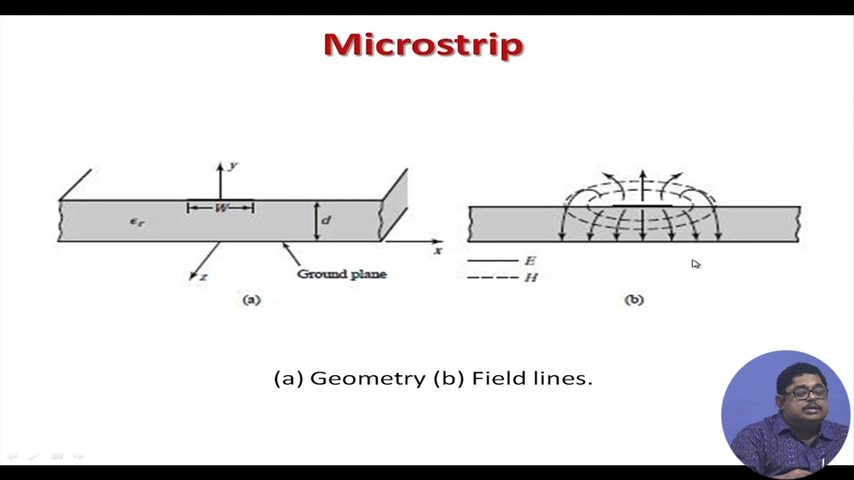 Microstrip
y
W
ϵr
d
x
z
Ground plane
(a)
E
H
(b)
(a) Geometry (b) Field lines.